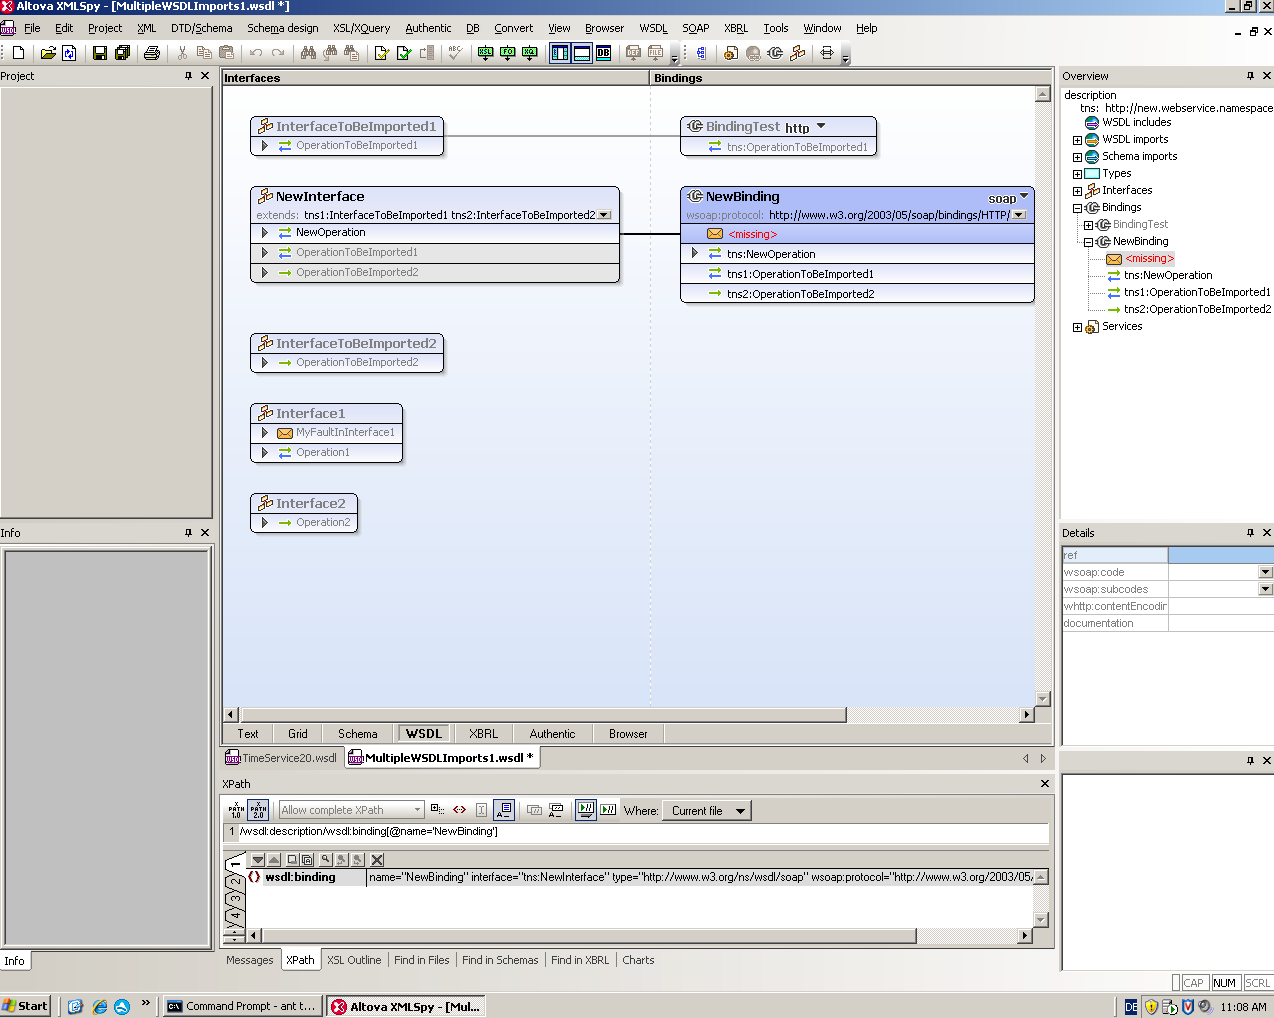 Altova XMLSpy - [MultipleWSDLImports1.wsdl *]
File Edit Project XML DTD/Schema Schema design XSL/XQuery Authentic DB Convert View Browser WSDL SOAP XBRL Tools Window Help
Project
Interfaces
Bindings
Overview
InterfaceToBeImported1
OperationToBeImported1
BindingTest http
tns:OperationToBeImported1
NewInterface
extends: tns1:InterfaceToBeImported1 tns2:InterfaceToBeImported2
NewOperation
OperationToBeImported1
OperationToBeImported2
NewBinding soap
wsoap:protocol: http://www.w3.org/2003/05/soap/bindings/HTTP/
<missing>
tns:NewOperation
tns1:OperationToBeImported1
tns2:OperationToBeImported2
InterfaceToBeImported2
OperationToBeImported2
Interface1
MyFaultInInterface1
Operation1
Interface2
Operation2
description
tns: http://new.webservice.namespace
WSDL includes
WSDL imports
Schema imports
Types
Interfaces
Bindings
BindingTest
NewBinding
<missing>
tns:NewOperation
tns1:OperationToBeImported1
tns2:OperationToBeImported2
Services
Info
Details
ref
wsoap:code
wsoap:subcodes
whttp:contentEncodin
documentation
Text Grid Schema WSDL XBRL Authentic Browser
TimeService20.wsdl MultipleWSDLImports1.wsdl *
XPath
XPATH 1.0 XPATH 2.0 Allow complete XPath Where: Current file
1 /wsdl:description/wsdl:binding[@name='NewBinding']
wsdl:binding name="NewBinding" interface="tns:NewInterface" type="http://www.w3.org/ns/wsdl/soap" wsoap:protocol="http://www.w3.org/2003/05/
1
2
3
4
Info
Messages XPath XSL Outline Find in Files Find in Schemas Find in XBRL Charts
CAP NUM SCRL
Start Command Prompt - ant t... Altova XMLSpy - [Mul... DE 11:08 AM